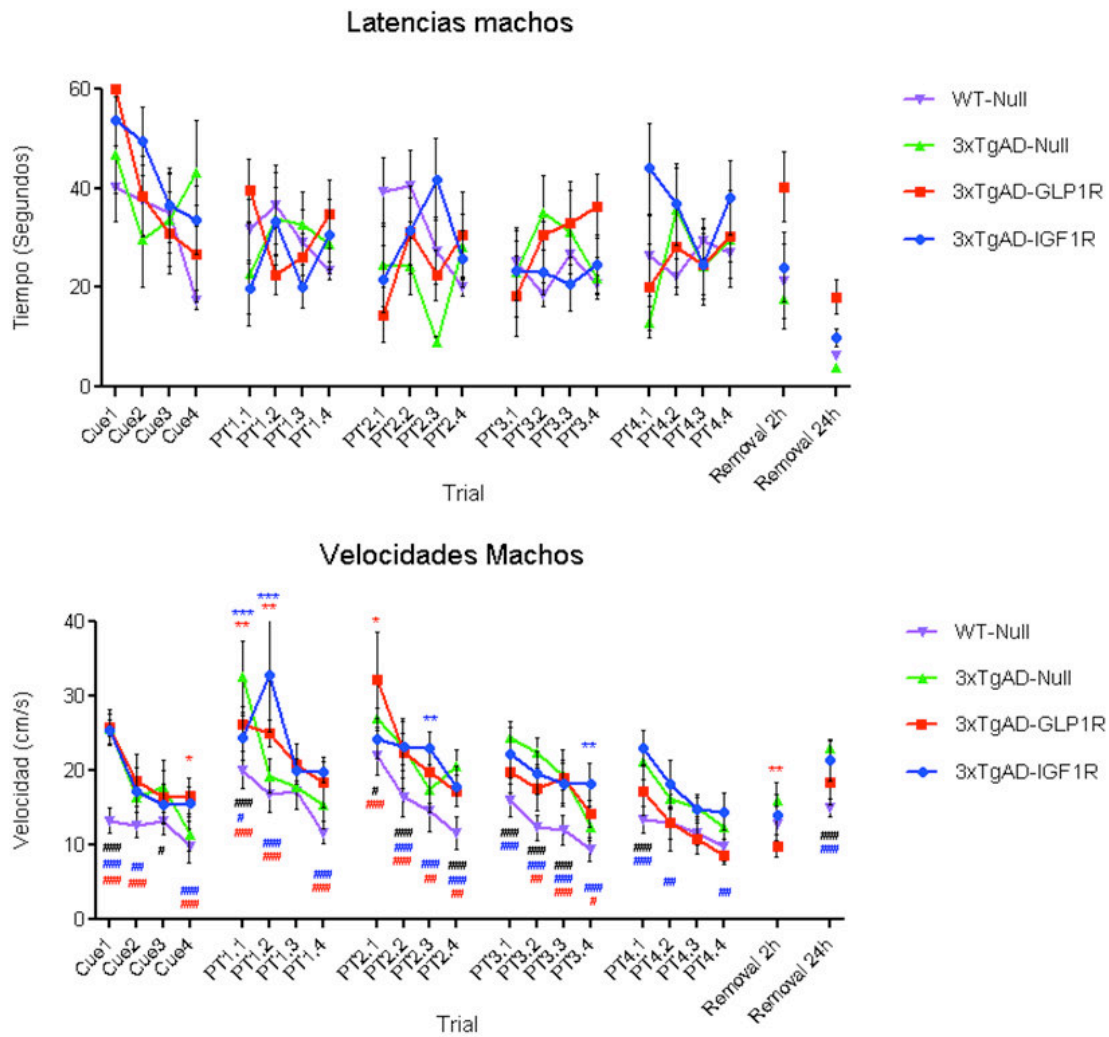 Latencias machos
60
40
20
0
Tiempo (Segundos)
Cue1
Cue2
Cue3
Cue4
PT1.1
PT1.2
PT1.3
PT1.4
PT2.1
PT2.2
PT2.3
PT2.4
PT3.1
PT3.2
PT3.3
PT3.4
PT4.1
PT4.2
PT4.3
PT4.4
Removal 2h
Removal 24h
Trial
WT-Null
3xTgAD-Null
3xTgAD-GLP1R
3xTgAD-IGF1R
Velocidades Machos
40
30
20
10
0
Velocidad (cm/s)
*** ***
** ** *
**
**
*
**
Cue1
Cue2
Cue3
Cue4
PT1.1
PT1.2
PT1.3
PT1.4
PT2.1
PT2.2
PT2.3
PT2.4
PT3.1
PT3.2
PT3.3
PT3.4
PT4.1
PT4.2
PT4.3
PT4.4
Removal 2h
Removal 24h
Trial
WT-Null
3xTgAD-Null
3xTgAD-GLP1R
3xTgAD-IGF1R